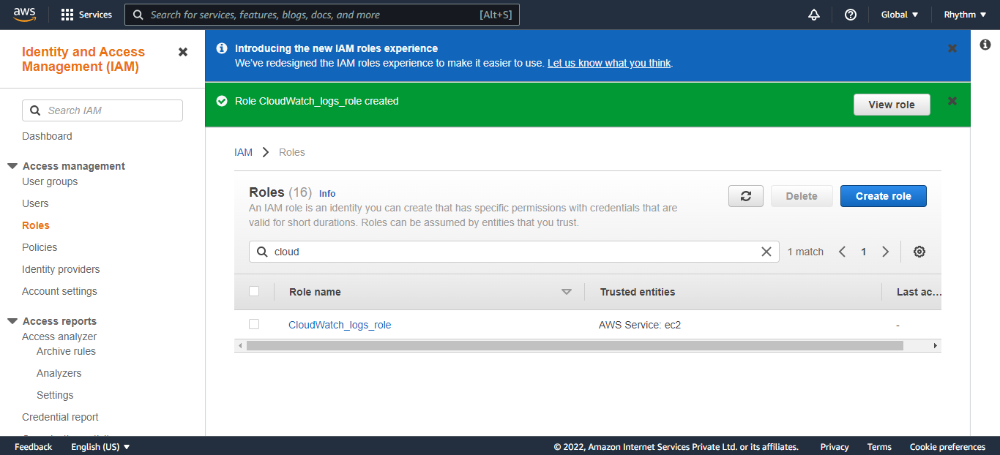 aws
Services
Search for services, features, blogs, docs, and more
[Alt+S]
Global
Rhythm
Identity and Access
Management (IAM)
Search IAM
Dashboard
Access management
User groups
Users
Roles
Policies
Identity providers
Account settings
Access reports
Access analyzer
Archive rules
Analyzers
Settings
Credential report
Introducing the new IAM roles experience
We've redesigned the IAM roles experience to make it easier to use. Let us know what you think.
Role CloudWatch_logs_role created
View role
IAM
Roles
Roles (16) Info
An IAM role is an identity you can create that has specific permissions with credentials that are
valid for short durations. Roles can be assumed by entities that you trust.
Delete
Create role
cloud
1 match
1
Role name
Trusted entities
Last ac...
CloudWatch_logs_role
AWS Service: ec2
-
Feedback
English (US)
© 2022, Amazon Internet Services Private Ltd. or its affiliates.
Privacy
Terms
Cookie preferences